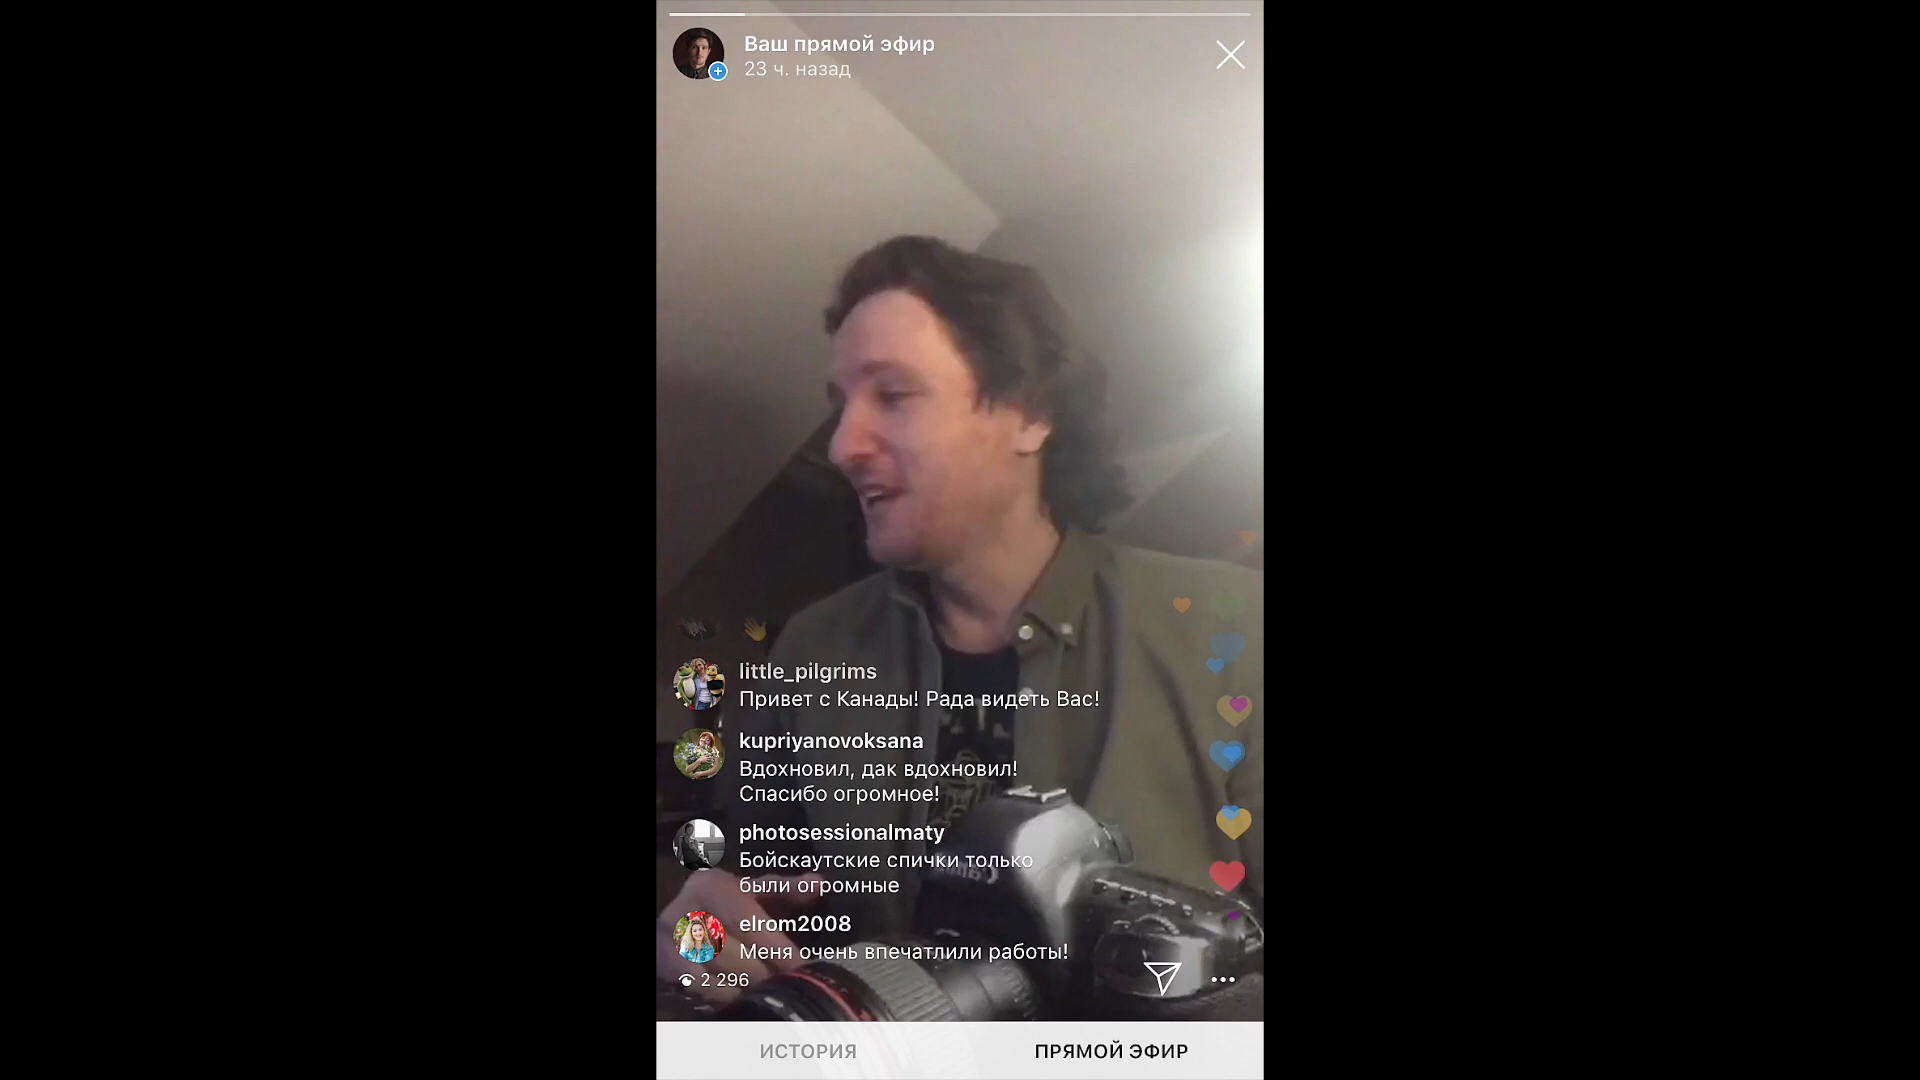 Ваш прямой эфир
23 ч. назад
little_pilgrims
Привет с Канады! Рада видеть Вас!
kupriyanovoksana
Вдохновил, дак вдохновил!
Спасибо огромное!
photosessionalmaty
Бойскаутские спички только
были огромные
elrom2008
Меня очень впечатлили работы!
2 296
ИСТОРИЯ
ПРЯМОЙ ЭФИР